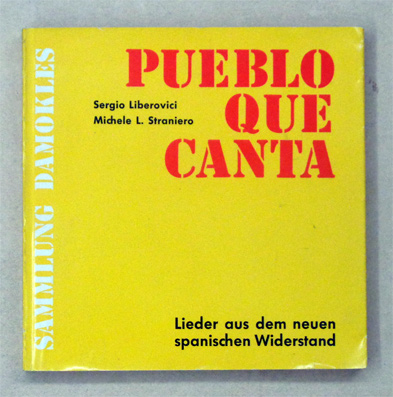 SAMMLUNG DAMOKLES
PUEBLO
QUE
CANTA
Sergio Liberovici
Michele L. Straniero
Lieder aus dem neuen
spanischen Widerstand